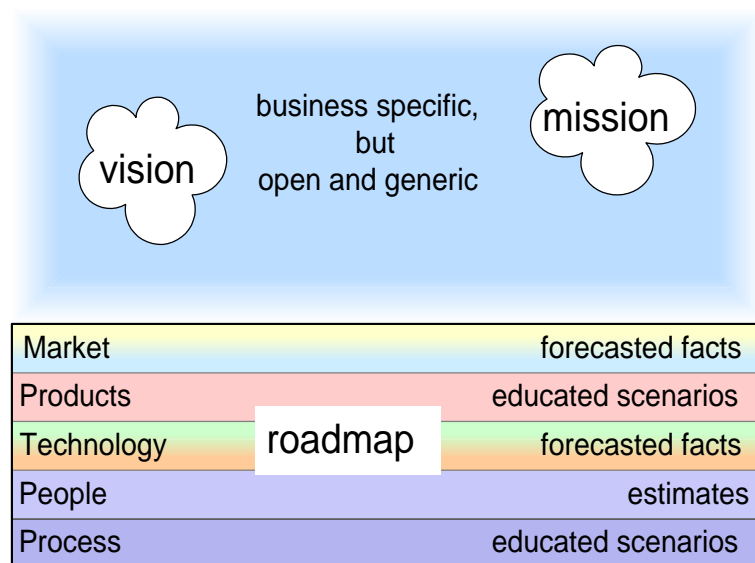 vision
business specific,
but
open and generic
mission
Market forecasted facts
Products educated scenarios
Technology forecasted facts
roadmap
People estimates
Process educated scenarios